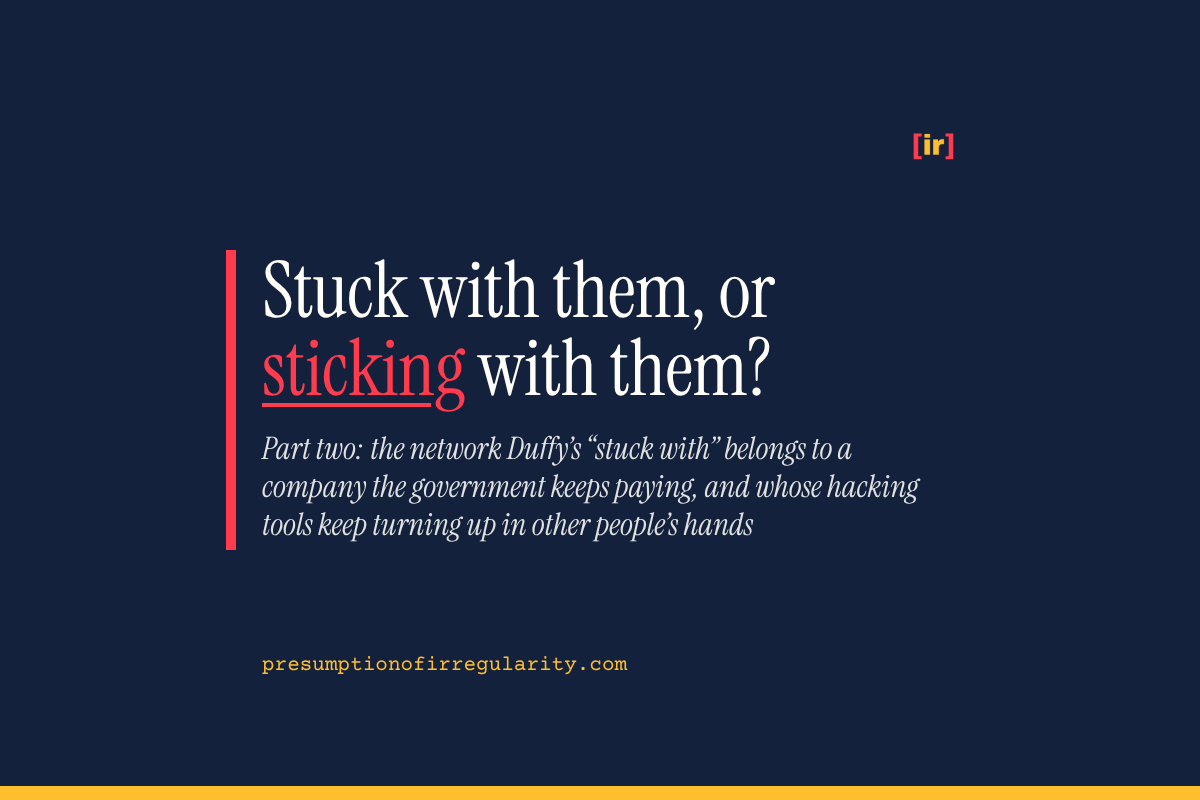 [ir]
Stuck with them, or
sticking with them?
Part two: the network Duffy’s “stuck with” belongs to a
company the government keeps paying, and whose hacking
tools keep turning up in other people’s hands
presumptionofirregularity.com